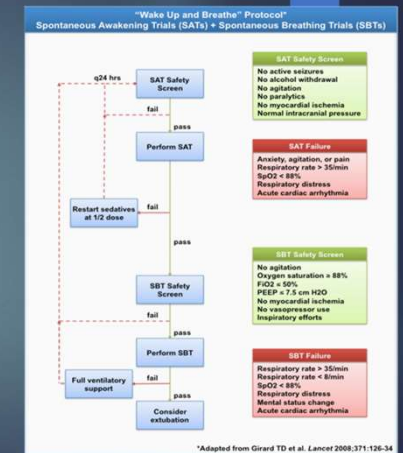 "Wake Up and Breathe" Protocol*
Spontaneous Awakening Trials (SATs) + Spontaneous Breathing Trials (SBTs)
q24 hrs
SAT Safety
Screen
fail
pass
Perform SAT
fail
Restart sedatives
at 1/2 dose
pass
SBT Safety
Screen
fail
pass
Perform SBT
fail
Full ventilatory
support
pass
Consider
extubation
SAT Safety Screen
No active seizures
No alcohol withdrawal
No agitation
No paralytics
No myocardial ischemia
Normal intracranial pressure
SAT Failure
Anxiety, agitation, or pain
Respiratory rate > 35/min
SpO2 < 88%
Respiratory distress
Acute cardiac arrhythmia
SBT Safety Screen
No agitation
Oxygen saturation ≥ 88%
FiO2 ≤ 50%
PEEP ≤ 7.5 cm H2O
No myocardial ischemia
No vasopressor use
Inspiratory efforts
SBT Failure
Respiratory rate > 35/min
Respiratory rate < 8/min
SpO2 < 88%
Respiratory distress
Mental status change
Acute cardiac arrhythmia
*Adapted from Girard TD et al. Lancet 2008;371:126-34